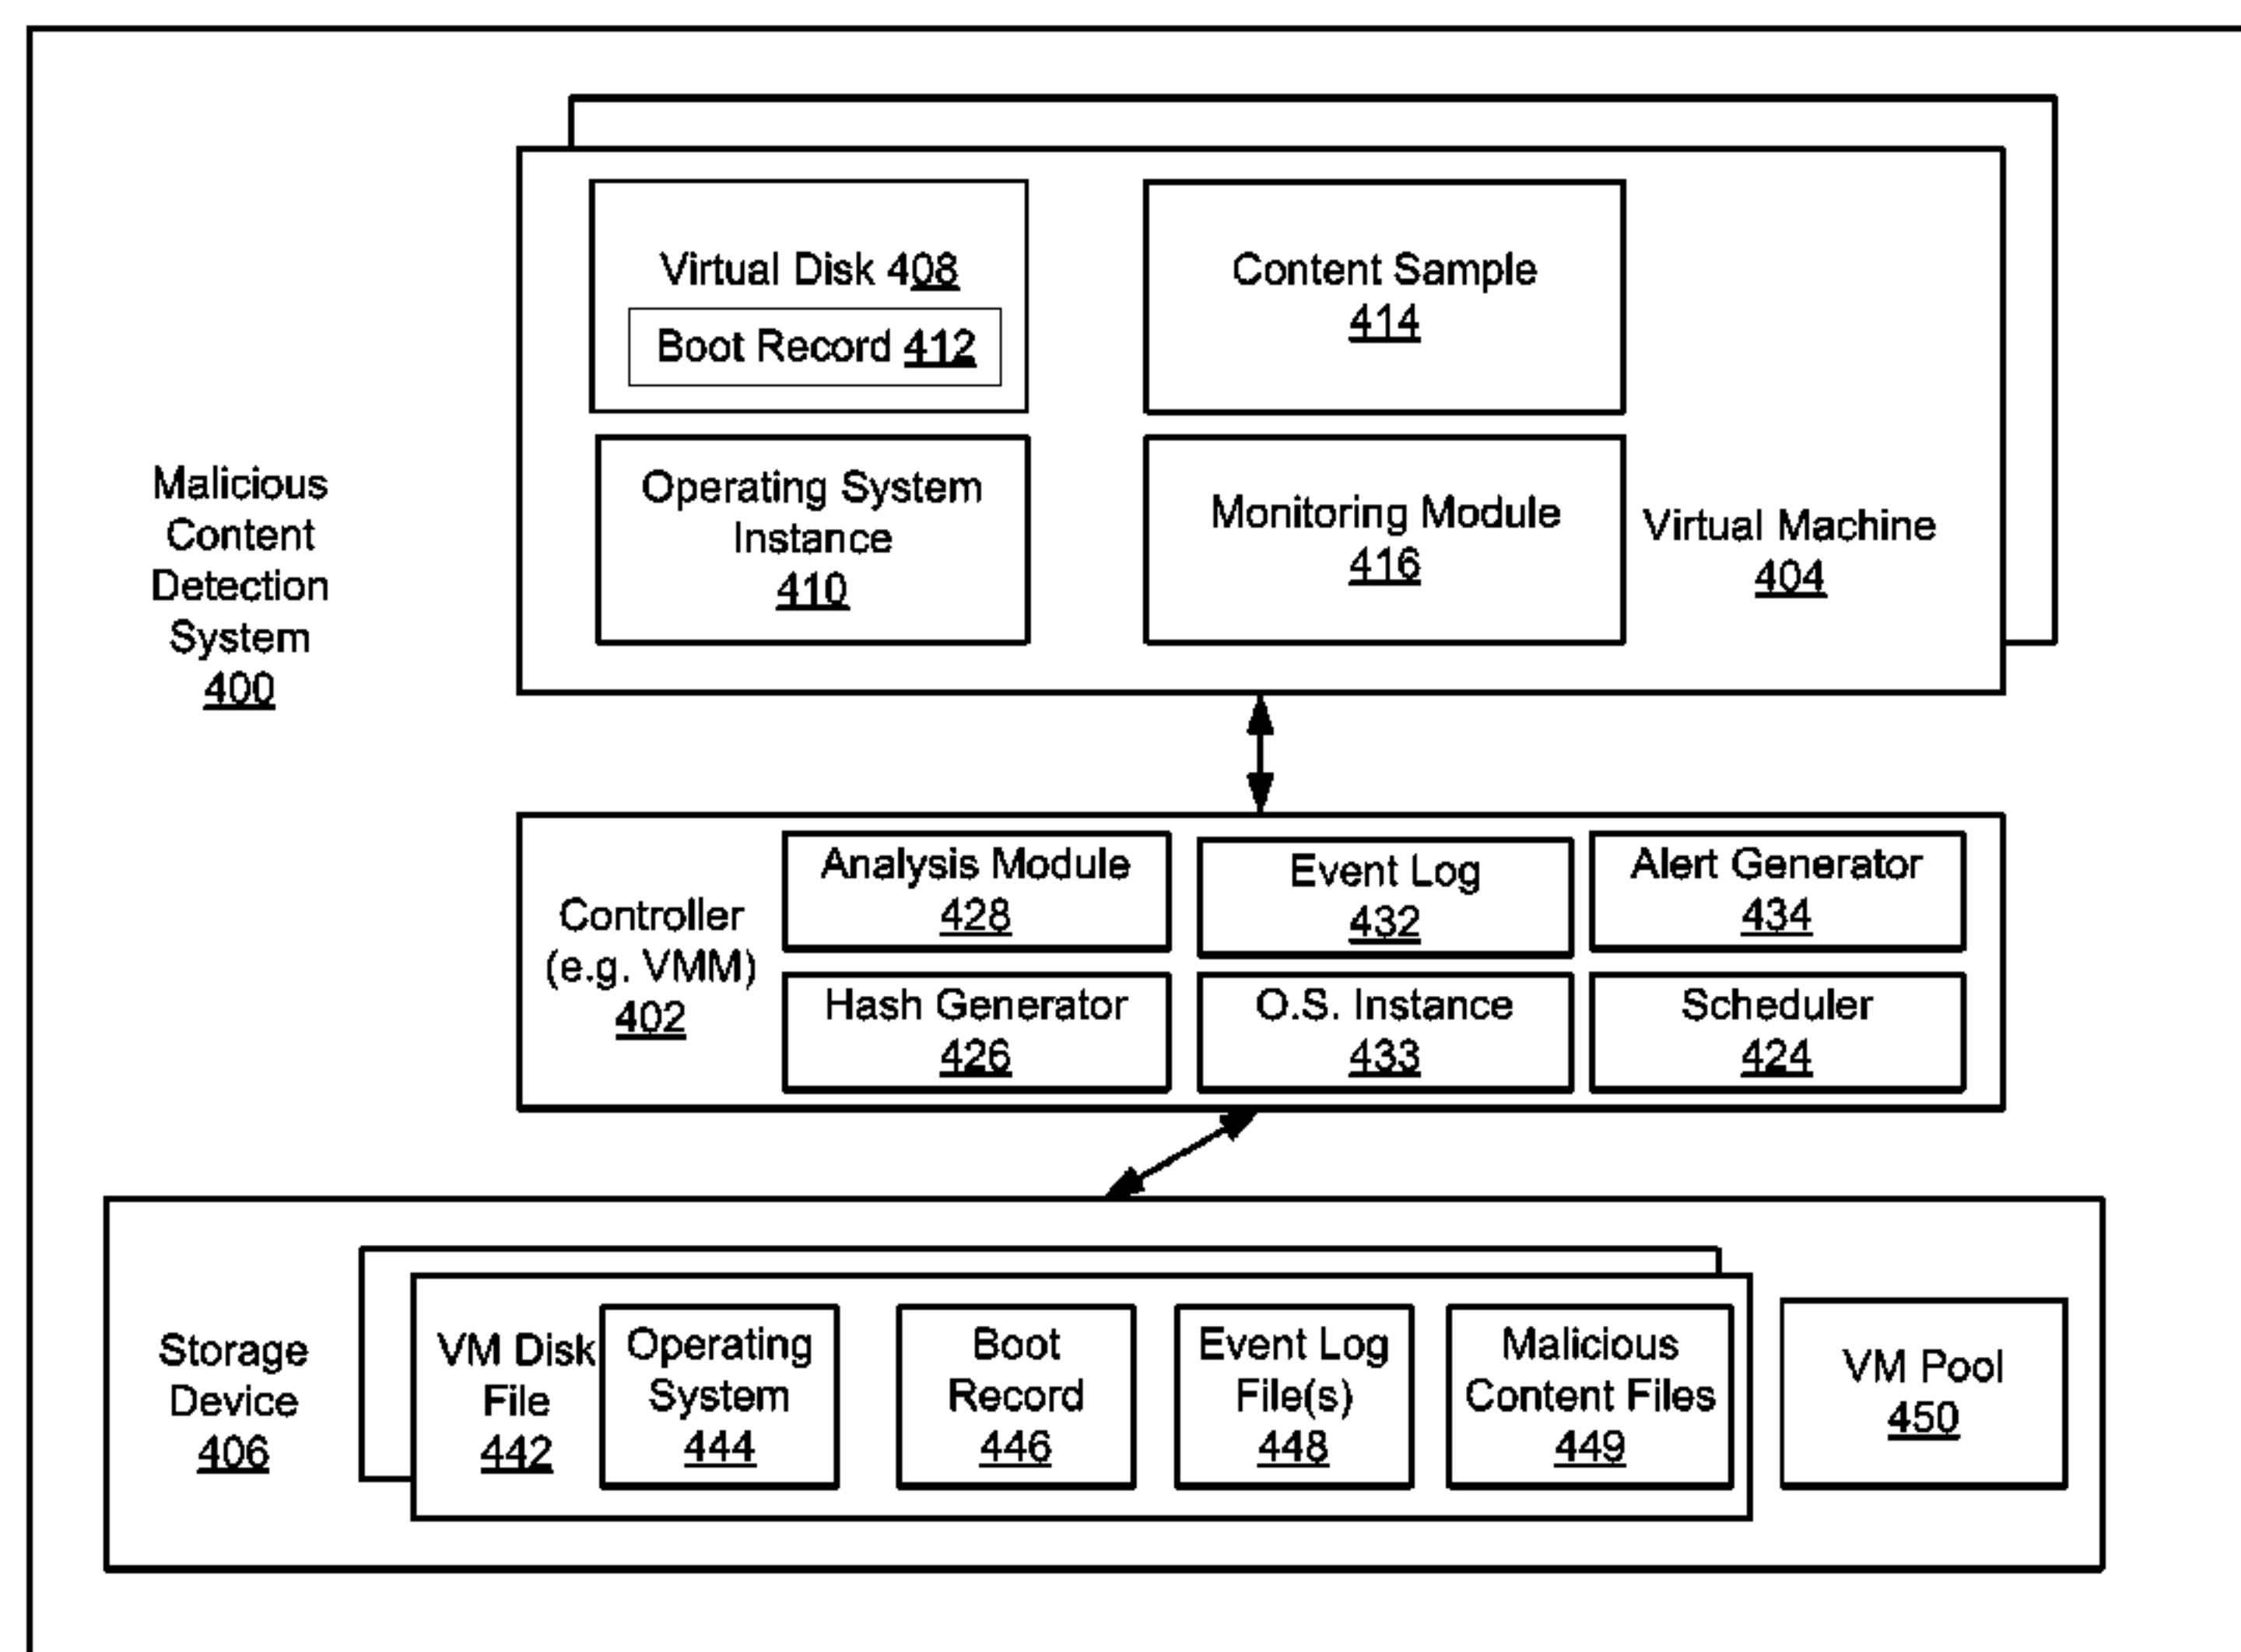 Virtual Disk 408
Boot Record 412
Content Sample
414
Operating System
Instance
410
Monitoring Module
416
Virtual Machine
404
Malicious
Content
Detection
System
400
Controller
(e.g. VMM)
402
Analysis Module
428
Event Log
432
Alert Generator
434
Hash Generator
426
O.S. Instance
433
Scheduler
424
Storage
Device
406
VM Disk
File
442
Operating
System
444
Boot
Record
446
Event Log
File(s)
448
Malicious
Content Files
449
VM Pool
450